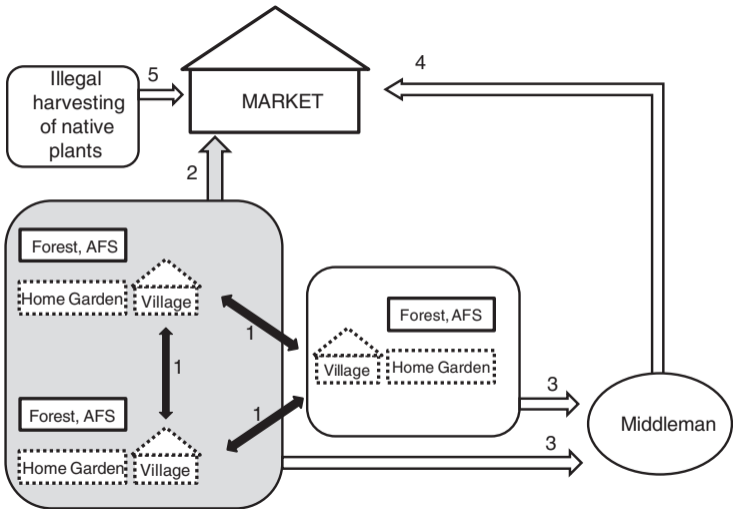 Illegal
harvesting
of native
plants
5
MARKET
4
2
Forest, AFS
Home Garden
Village
1
1
Forest, AFS
Village
Home Garden
1
3
Forest, AFS
Home Garden
Village
3
Middleman